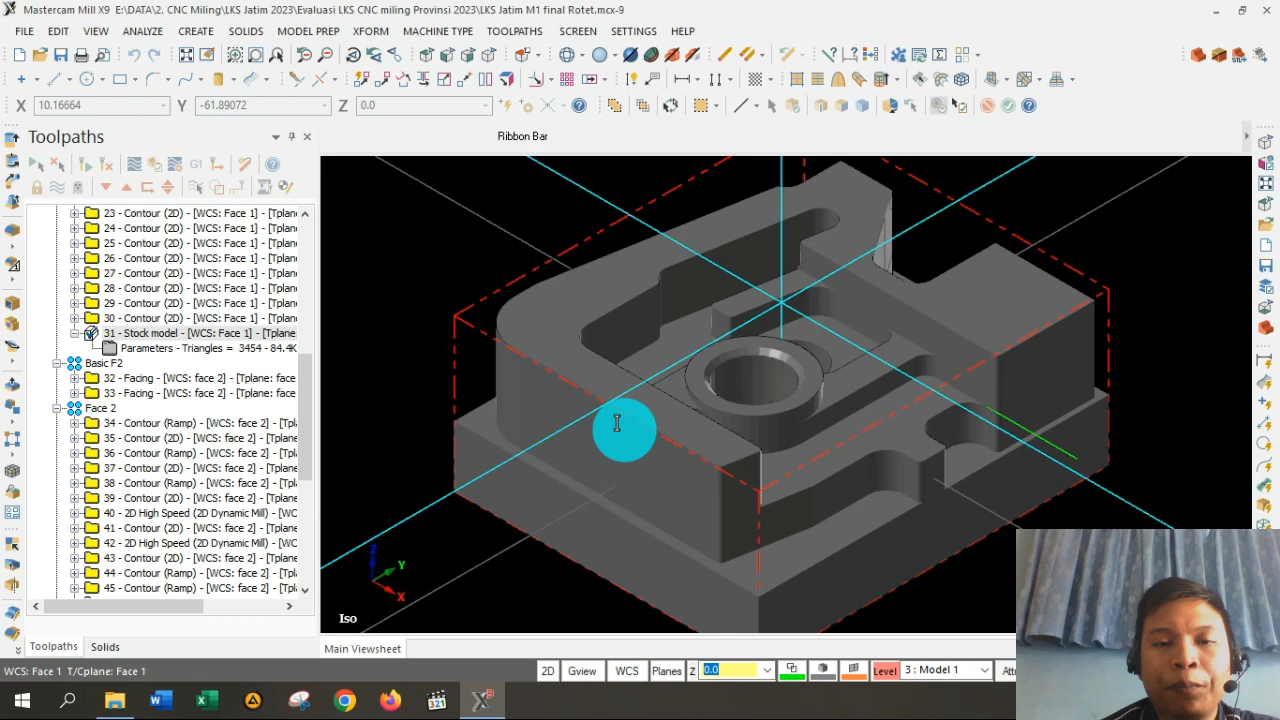 Mastercam Mill X9 E:\DATA\2. CNC Miling\LKS Jatim 2023\Evaluasi LKS CNC miling Provinsi 2023\LKS Jatim M1 final Rotet.mcx-9
FILE EDIT VIEW ANALYZE CREATE SOLIDS MODEL PREP XFORM MACHINE TYPE TOOLPATHS SCREEN SETTINGS HELP
X 10.16664 Y -61.89072 Z 0.0
Toolpaths
Ribbon Bar
G1
23 - Contour (2D) - [WCS: Face 1] - [Tplane
24 - Contour (2D) - [WCS: Face 1] - [Tplane
25 - Contour (2D) - [WCS: Face 1] - [Tplane
26 - Contour (2D) - [WCS: Face 1] - [Tplane
27 - Contour (2D) - [WCS: Face 1] - [Tplane
28 - Contour (2D) - [WCS: Face 1] - [Tplane
29 - Contour (2D) - [WCS: Face 1] - [Tplane
30 - Contour (2D) - [WCS: Face 1] - [Tplane
31 - Stock model - [WCS: Face 1] - [Tplane
Parameters - Triangles = 3454 - 84.4K
Basic F2
32 - Facing - [WCS: face 2] - [Tplane: face
33 - Facing - [WCS: face 2] - [Tplane: face
Face 2
34 - Contour (Ramp) - [WCS: face 2] - [Tpl
35 - Contour (2D) - [WCS: face 2] - [Tplane
36 - Contour (Ramp) - [WCS: face 2] - [Tpl
37 - Contour (2D) - [WCS: face 2] - [Tplane
38 - Contour (Ramp) - [WCS: face 2] - [Tpl
39 - Contour (2D) - [WCS: face 2] - [Tplane
40 - 2D High Speed (2D Dynamic Mill) - [WC
41 - Contour (2D) - [WCS: face 2] - [Tplane
42 - 2D High Speed (2D Dynamic Mill) - [WC
43 - Contour (2D) - [WCS: face 2] - [Tplane
44 - Contour (Ramp) - [WCS: face 2] - [Tpl
45 - Contour (Ramp) - [WCS: face 2] - [Tpl
Z
Y
X
Iso
Toolpaths Solids
Main Viewsheet
WCS: Face 1 T/Cplane: Face 1
2D Gview WCS Planes Z 0.0 Level 3 : Model 1 Att
321